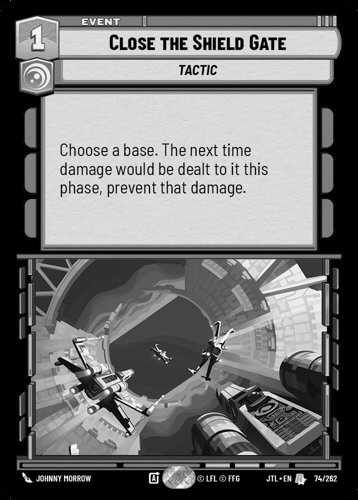 EVENT
1
CLOSE THE SHIELD GATE
TACTIC
Choose a base. The next time
damage would be dealt to it this
phase, prevent that damage.
JOHNNY MORROW
© LFL © FFG
JTL • EN
74/262